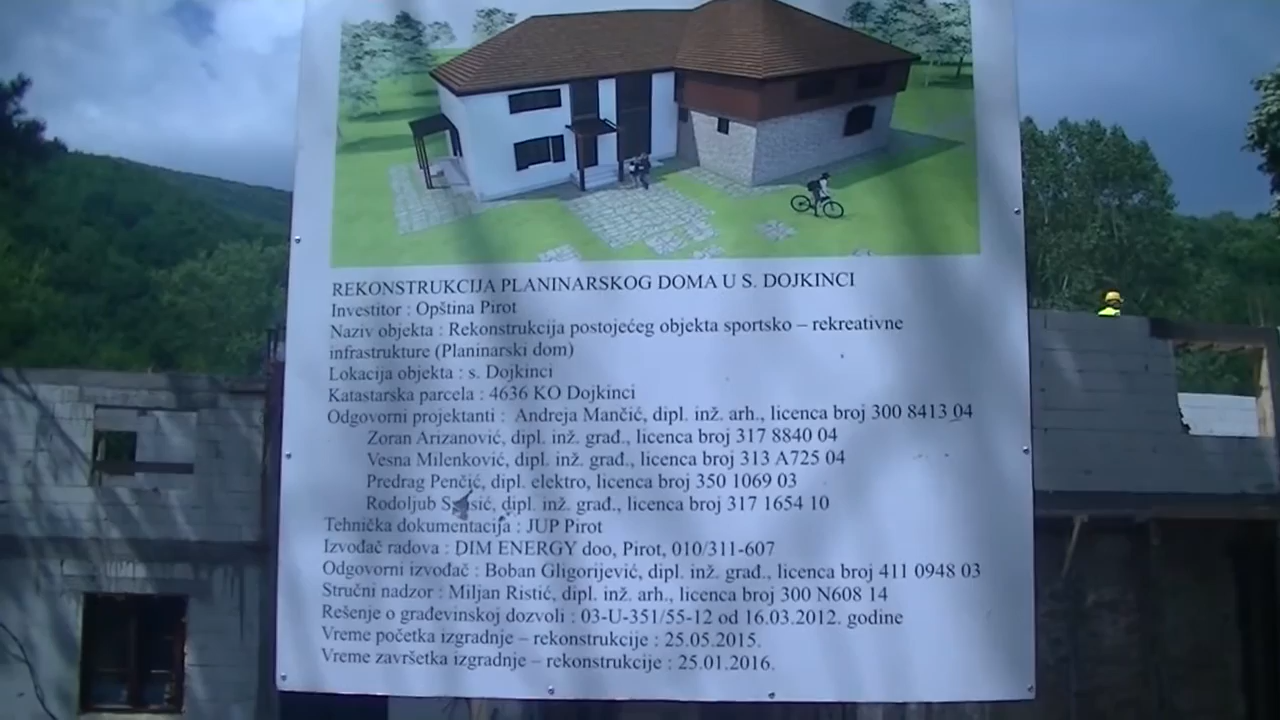 REKONSTRUKCIJA PLANINARSKOG DOMA U S. DOJKINCI
Investitor : Opština Pirot
Naziv objekta : Rekonstrukcija postojećeg objekta sportsko – rekreativne
infrastrukture (Planinarski dom)
Lokacija objekta : s. Dojkinci
Katastarska parcela : 4636 KO Dojkinci
Odgovorni projektanti : Andreja Mančić, dipl. inž. arh., licenca broj 300 8413 04
Zoran Arizanović, dipl. inž. građ., licenca broj 317 8840 04
Vesna Milenković, dipl. inž. građ., licenca broj 313 A725 04
Predrag Penčić, dipl. elektro, licenca broj 350 1069 03
Rodoljub dipl. inž. građ., licenca broj 317 1654 10
Tehnička dokumentacija : JUP Pirot
Izvođač radova : DIM ENERGY doo, Pirot, 010/311-607
Odgovorni izvođač : Boban Gligorijević, dipl. inž. građ., licenca broj 411 0948 03
Stručni nadzor : Miljan Ristić, dipl. inž. arh., licenca broj 300 N608 14
Rešenje o građevinskoj dozvoli : 03-U-351/55-12 od 16.03.2012. godine
Vreme početka izgradnje – rekonstrukcije : 25.05.2015.
Vreme završetka izgradnje – rekonstrukcije : 25.01.2016.